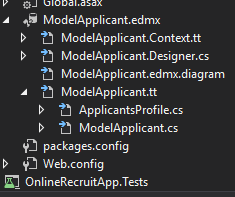 Global.asax
ModelApplicant.edmx
ModelApplicant.Context.tt
ModelApplicant.Designer.cs
ModelApplicant.edmx.diagram
ModelApplicant.tt
ApplicantsProfile.cs
ModelApplicant.cs
packages.config
Web.config
OnlineRecruitApp.Tests